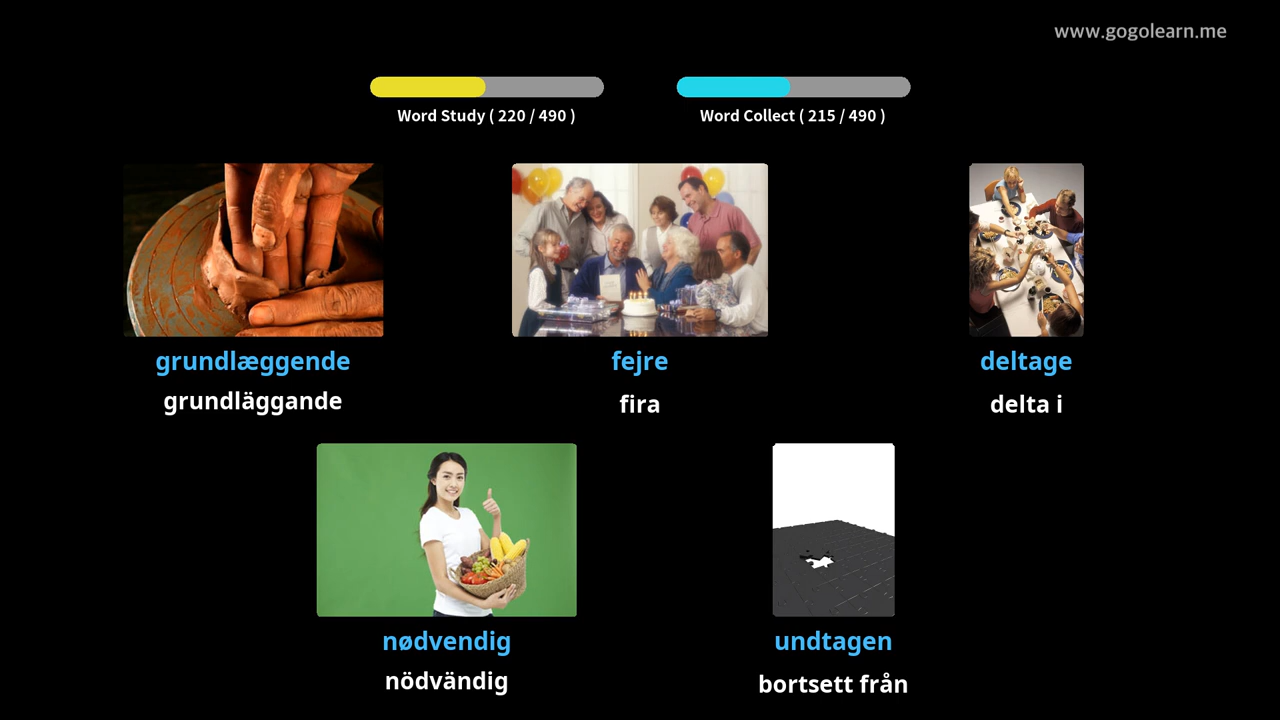 www.gogolearn.me
Word Study ( 220 / 490 )
Word Collect ( 215 / 490 )
grundlæggende
grundläggande
fejre
fira
deltage
delta i
nødvendig
nödvändig
undtagen
bortsett från